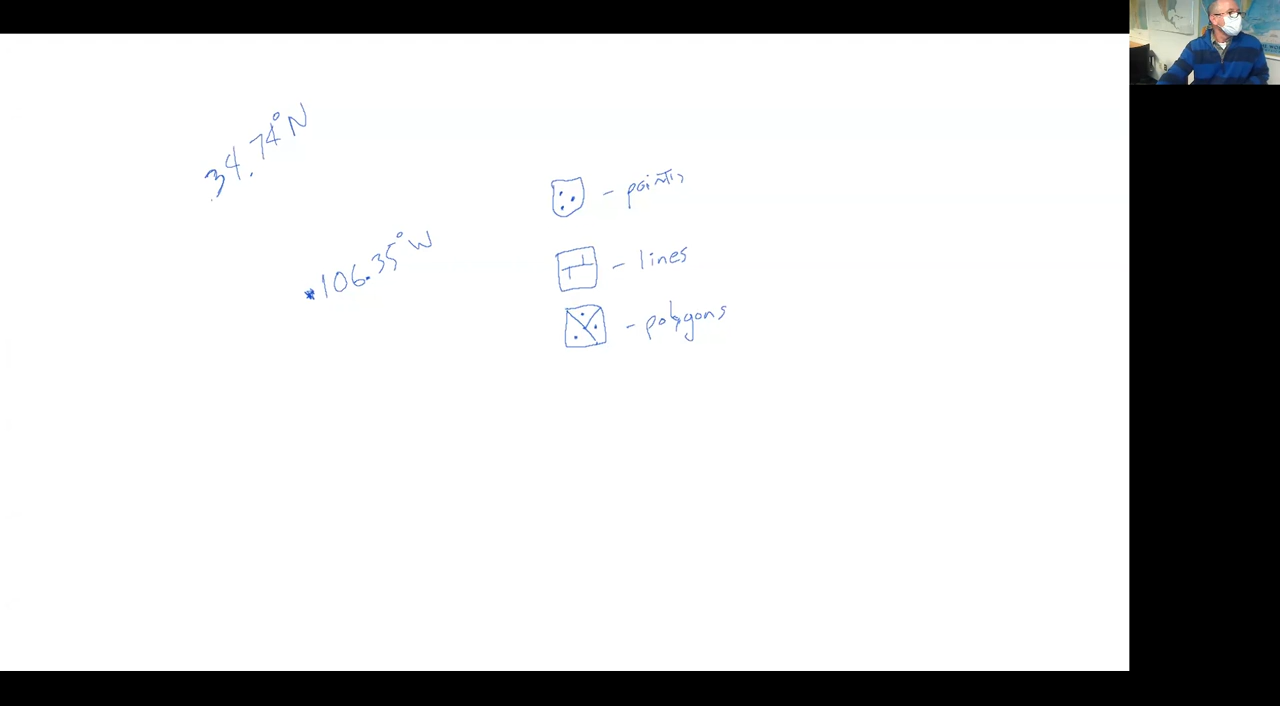 34.74° N
106.35° W
- points
- lines
- polygons